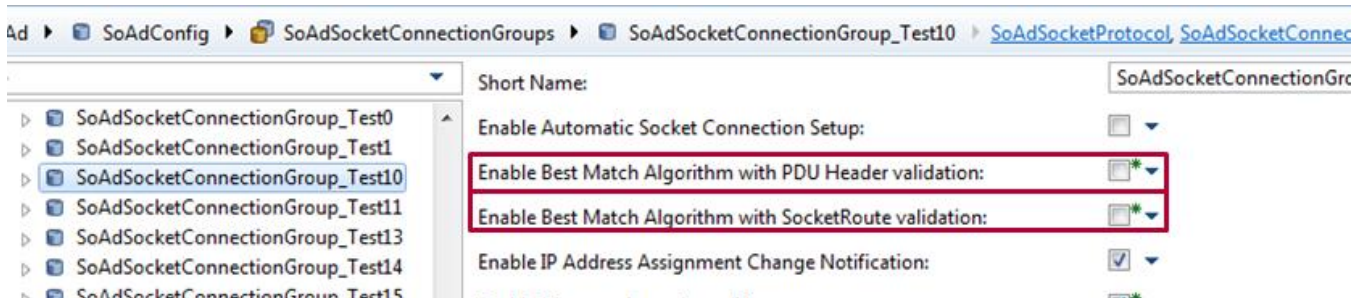 Ad SoAdConfig SoAdSocketConnectionGroups SoAdSocketConnectionGroup_Test10 SoAdSocketProtocol, SoAdSocketConnec
Short Name: SoAdSocketConnectionGro
SoAdSocketConnectionGroup_Test0
SoAdSocketConnectionGroup_Test1
SoAdSocketConnectionGroup_Test10
SoAdSocketConnectionGroup_Test11
SoAdSocketConnectionGroup_Test13
SoAdSocketConnectionGroup_Test14
SoAdSocketConnectionGroup_Test15
Enable Automatic Socket Connection Setup:
Enable Best Match Algorithm with PDU Header validation:
Enable Best Match Algorithm with SocketRoute validation:
Enable IP Address Assignment Change Notification: